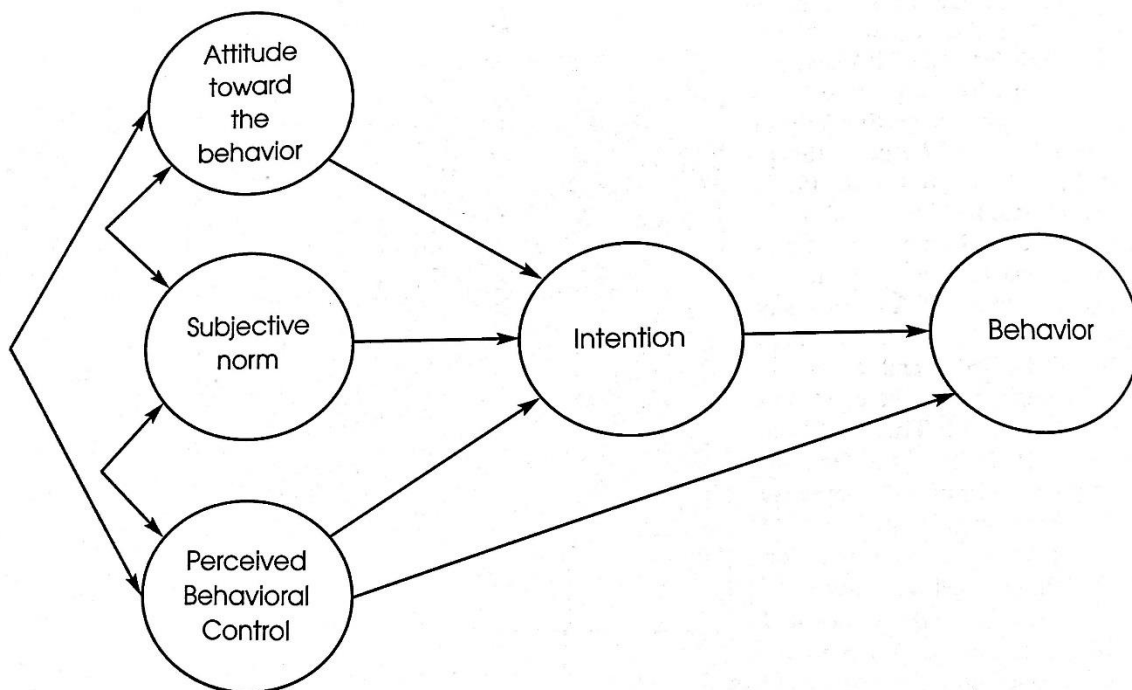 Attitude
toward
the
behavior
Subjective
norm
Intention
Behavior
Perceived
Behavioral
Control